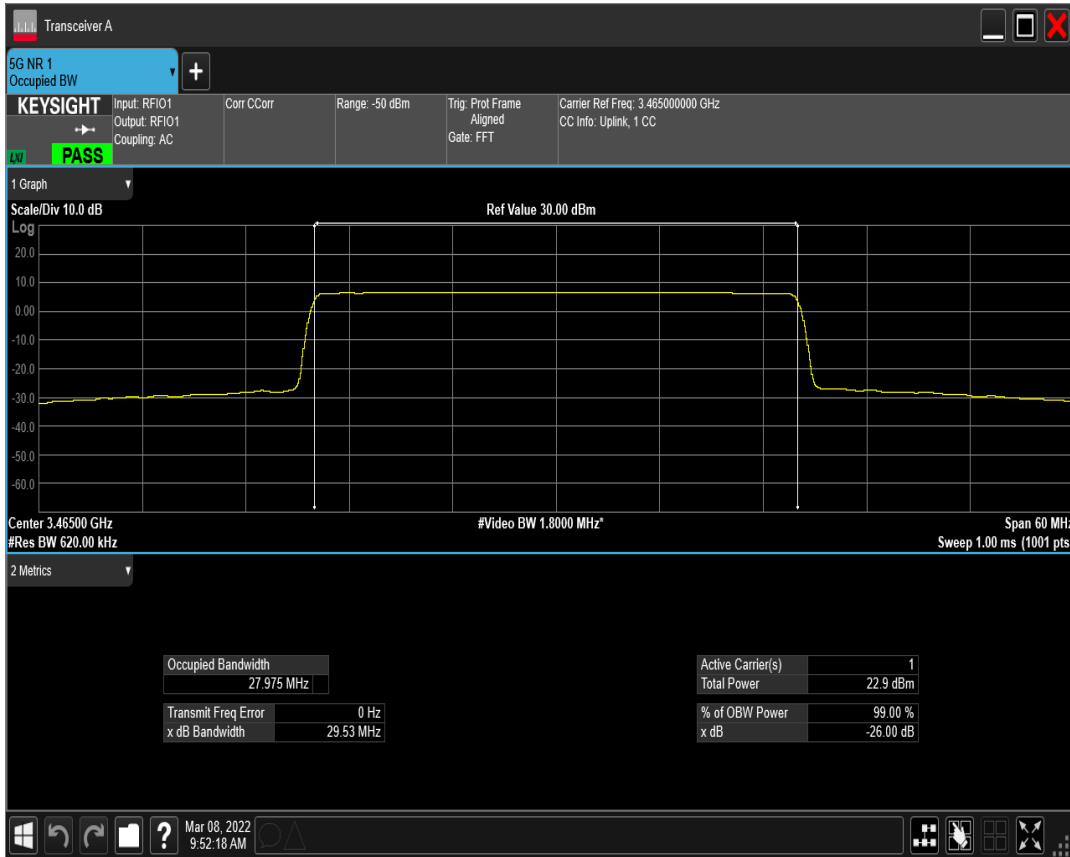 Transceiver A
5G NR 1
Occupied BW
+
KEYSIGHT
LXI
PASS
Input: RFIO1
Output: RFIO1
Coupling: AC
Corr CCorr
Range: -50 dBm
Trig: Prot Frame
Aligned
Gate: FFT
Carrier Ref Freq: 3.465000000 GHz
CC Info: Uplink, 1 CC
1 Graph
Scale/Div 10.0 dB
Ref Value 30.00 dBm
Log
20.0
10.0
0.00
-10.0
-20.0
-30.0
-40.0
-50.0
-60.0
Center 3.46500 GHz
#Video BW 1.8000 MHz*
Span 60 MHz
#Res BW 620.00 kHz
Sweep 1.00 ms (1001 pts
2 Metrics
Occupied Bandwidth
27.975 MHz
Transmit Freq Error 0 Hz
x dB Bandwidth 29.53 MHz
Active Carrier(s) 1
Total Power 22.9 dBm
% of OBW Power 99.00 %
x dB -26.00 dB
?
Mar 08, 2022
9:52:18 AM